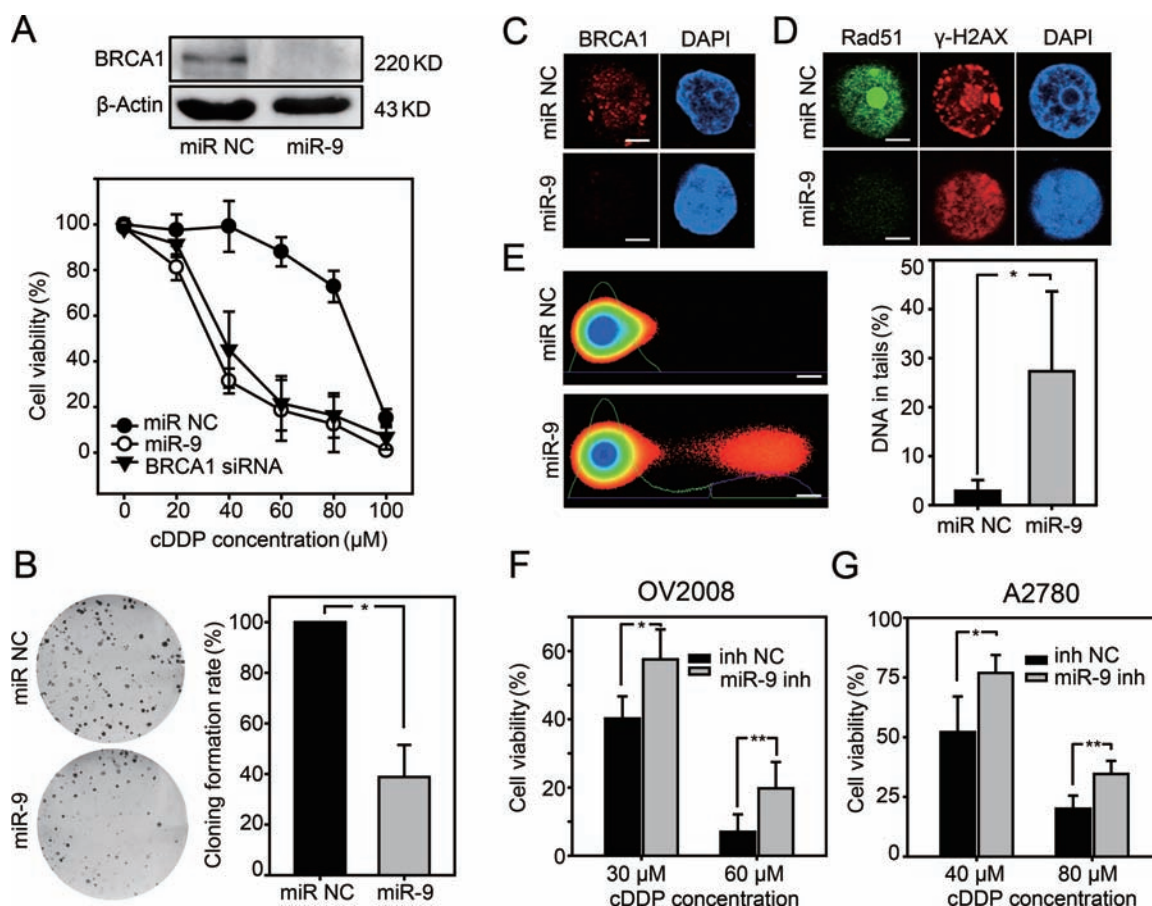 A
BRCA1
220 KD
β-Actin
43 KD
miR NC
miR-9
Cell viability (%)
100
80
60
40
20
0
miR NC
miR-9
BRCA1 siRNA
0
20
40
60
80
100
cDDP concentration (μM)
B
miR NC
miR-9
Cloning formation rate (%)
100
80
60
40
20
0
*
miR NC
miR-9
C
BRCA1
DAPI
miR NC
miR-9
D
Rad51
γ-H2AX
DAPI
miR NC
miR-9
E
miR NC
miR-9
DNA in tails (%)
50
40
30
20
10
0
*
miR NC
miR-9
F
OV2008
Cell viability (%)
60
40
20
0
*
**
inh NC
miR-9 inh
30 μM
60 μM
cDDP concentration
G
A2780
Cell viability (%)
100
75
50
25
0
*
**
inh NC
miR-9 inh
40 μM
80 μM
cDDP concentration